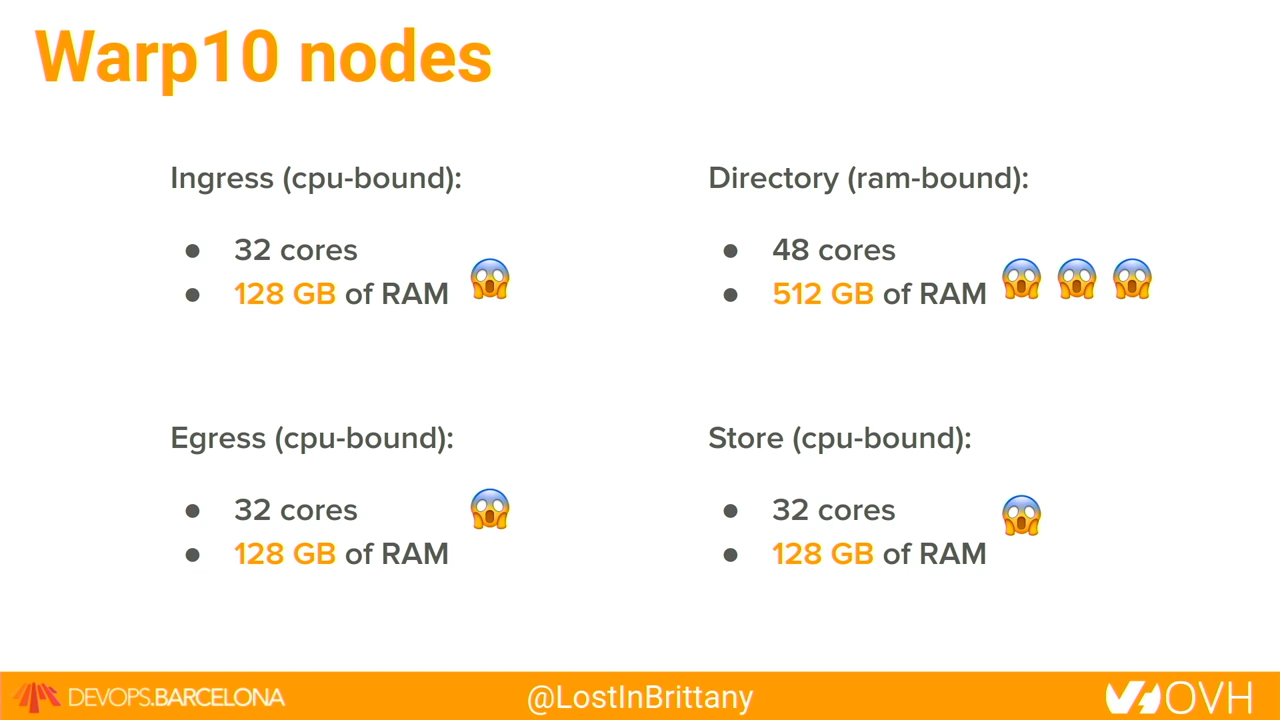 Warp10 nodes
Ingress (cpu-bound):
● 32 cores
● 128 GB of RAM 😱
Directory (ram-bound):
● 48 cores
● 512 GB of RAM 😱 😱 😱
Egress (cpu-bound):
● 32 cores 😱
● 128 GB of RAM
Store (cpu-bound):
● 32 cores 😱
● 128 GB of RAM
DEVOPS.BARCELONA
@LostInBrittany
OVH